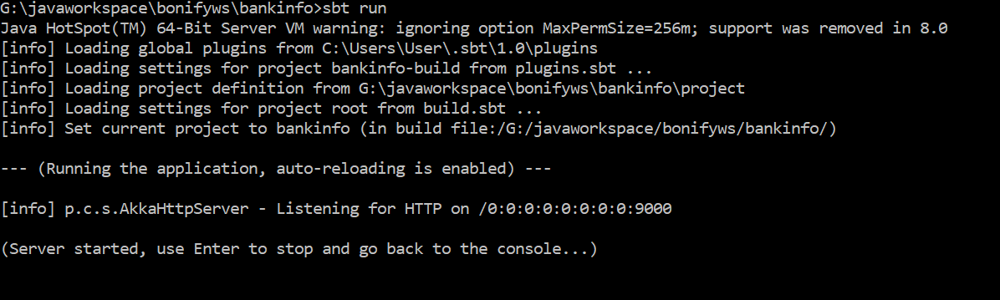 G:\javaworkspace\bonifyws\bankinfo>sbt run
Java HotSpot(TM) 64-Bit Server VM warning: ignoring option MaxPermSize=256m; support was removed in 8.0
[info] Loading global plugins from C:\Users\User\.sbt\1.0\plugins
[info] Loading settings for project bankinfo-build from plugins.sbt ...
[info] Loading project definition from G:\javaworkspace\bonifyws\bankinfo\project
[info] Loading settings for project root from build.sbt ...
[info] Set current project to bankinfo (in build file:/G:/javaworkspace/bonifyws/bankinfo/)
--- (Running the application, auto-reloading is enabled) ---
[info] p.c.s.AkkaHttpServer - Listening for HTTP on /0:0:0:0:0:0:0:0:9000
(Server started, use Enter to stop and go back to the console...)